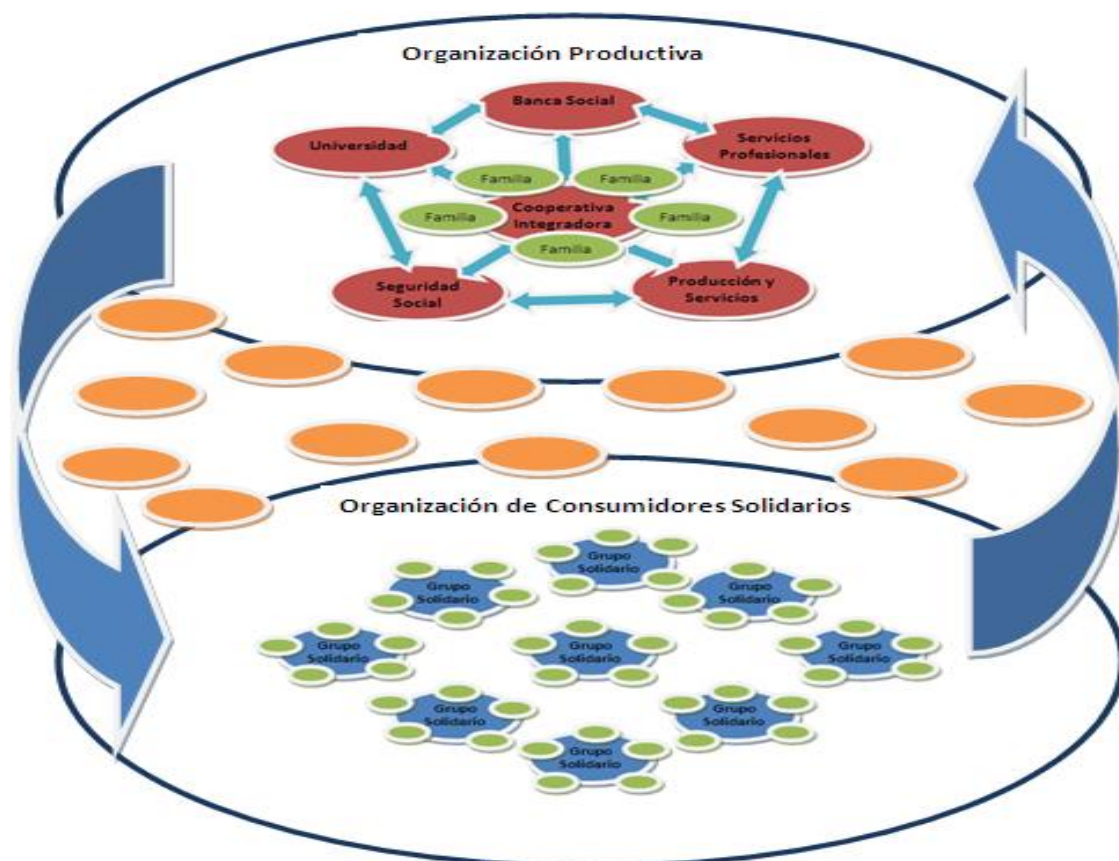 Organización Productiva
Banca Social
Universidad
Servicios
Profesionales
Familia
Familia
Cooperativa
Integradora
Familia
Familia
Familia
Seguridad
Social
Producción y
Servicios
Organización de Consumidores Solidarios
Grupo
Solidario
Grupo
Solidario
Grupo
Solidario
Grupo
Solidario
Grupo
Solidario
Grupo
Solidario
Grupo
Solidario
Grupo
Solidario
Grupo
Solidario